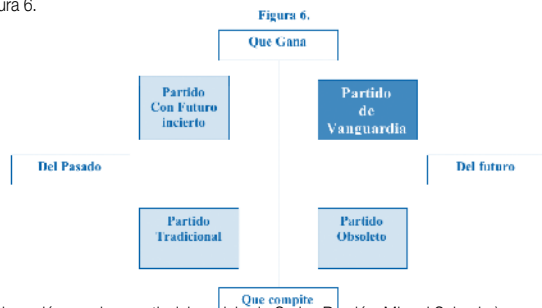 ura 6.
Figura 6.
Que Gana
Partido
Con Futuro
incierto
Partido
de
Vanguardia
Del Pasado
Del futuro
Partido
Tradicional
Partido
Obsoleto
Que compite